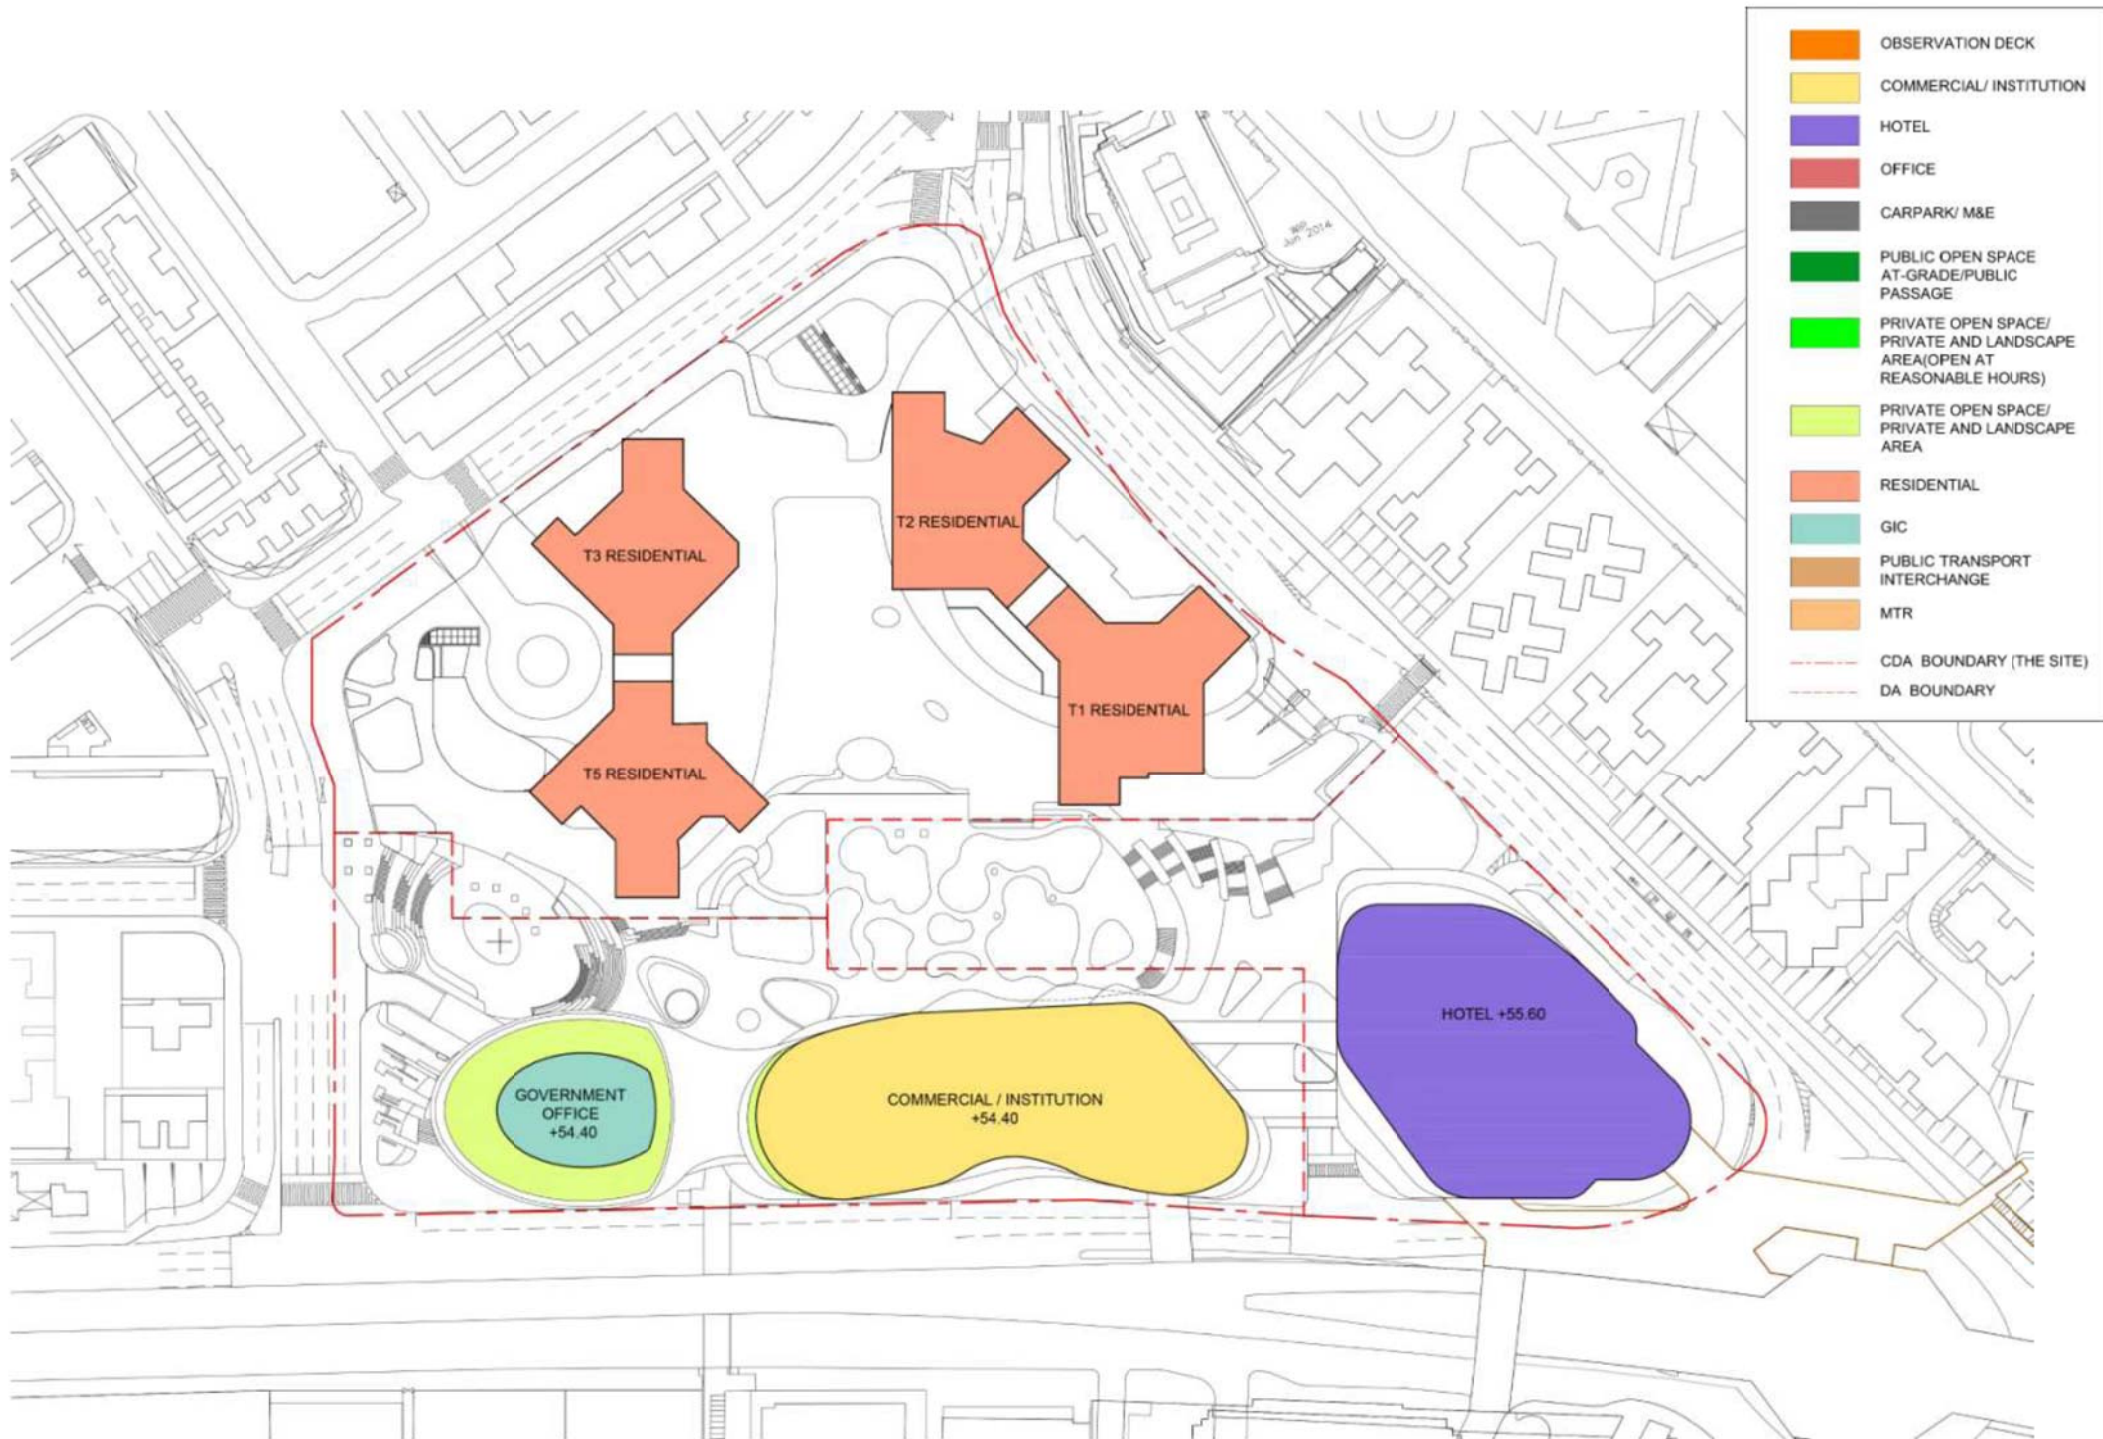 OBSERVATION DECK
COMMERCIAL/ INSTITUTION
HOTEL
OFFICE
CARPARK/ M&E
PUBLIC OPEN SPACE
AT-GRADE/PUBLIC
PASSAGE
PRIVATE OPEN SPACE/
PRIVATE AND LANDSCAPE
AREA(OPEN AT
REASONABLE HOURS)
PRIVATE OPEN SPACE/
PRIVATE AND LANDSCAPE
AREA
RESIDENTIAL
GIC
PUBLIC TRANSPORT
INTERCHANGE
MTR
CDA BOUNDARY (THE SITE)
DA BOUNDARY
WIP
Jun 2014
T2 RESIDENTIAL
T3 RESIDENTIAL
T1 RESIDENTIAL
T5 RESIDENTIAL
HOTEL +55.60
GOVERNMENT
OFFICE
+54.40
COMMERCIAL / INSTITUTION
+54.40